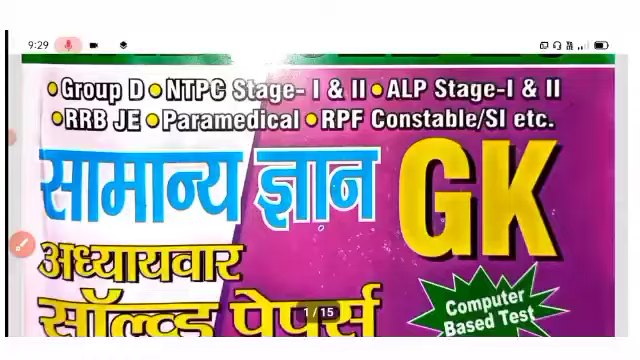 9:29
•Group D•NTPC Stage- I & II•ALP Stage-I & II
•RRB JE•Paramedical •RPF Constable/SI etc.
सामान्य ज्ञान GK
अध्यायवार
सॉल्व्ड पेपर्स
1 / 15
Computer
Based Test